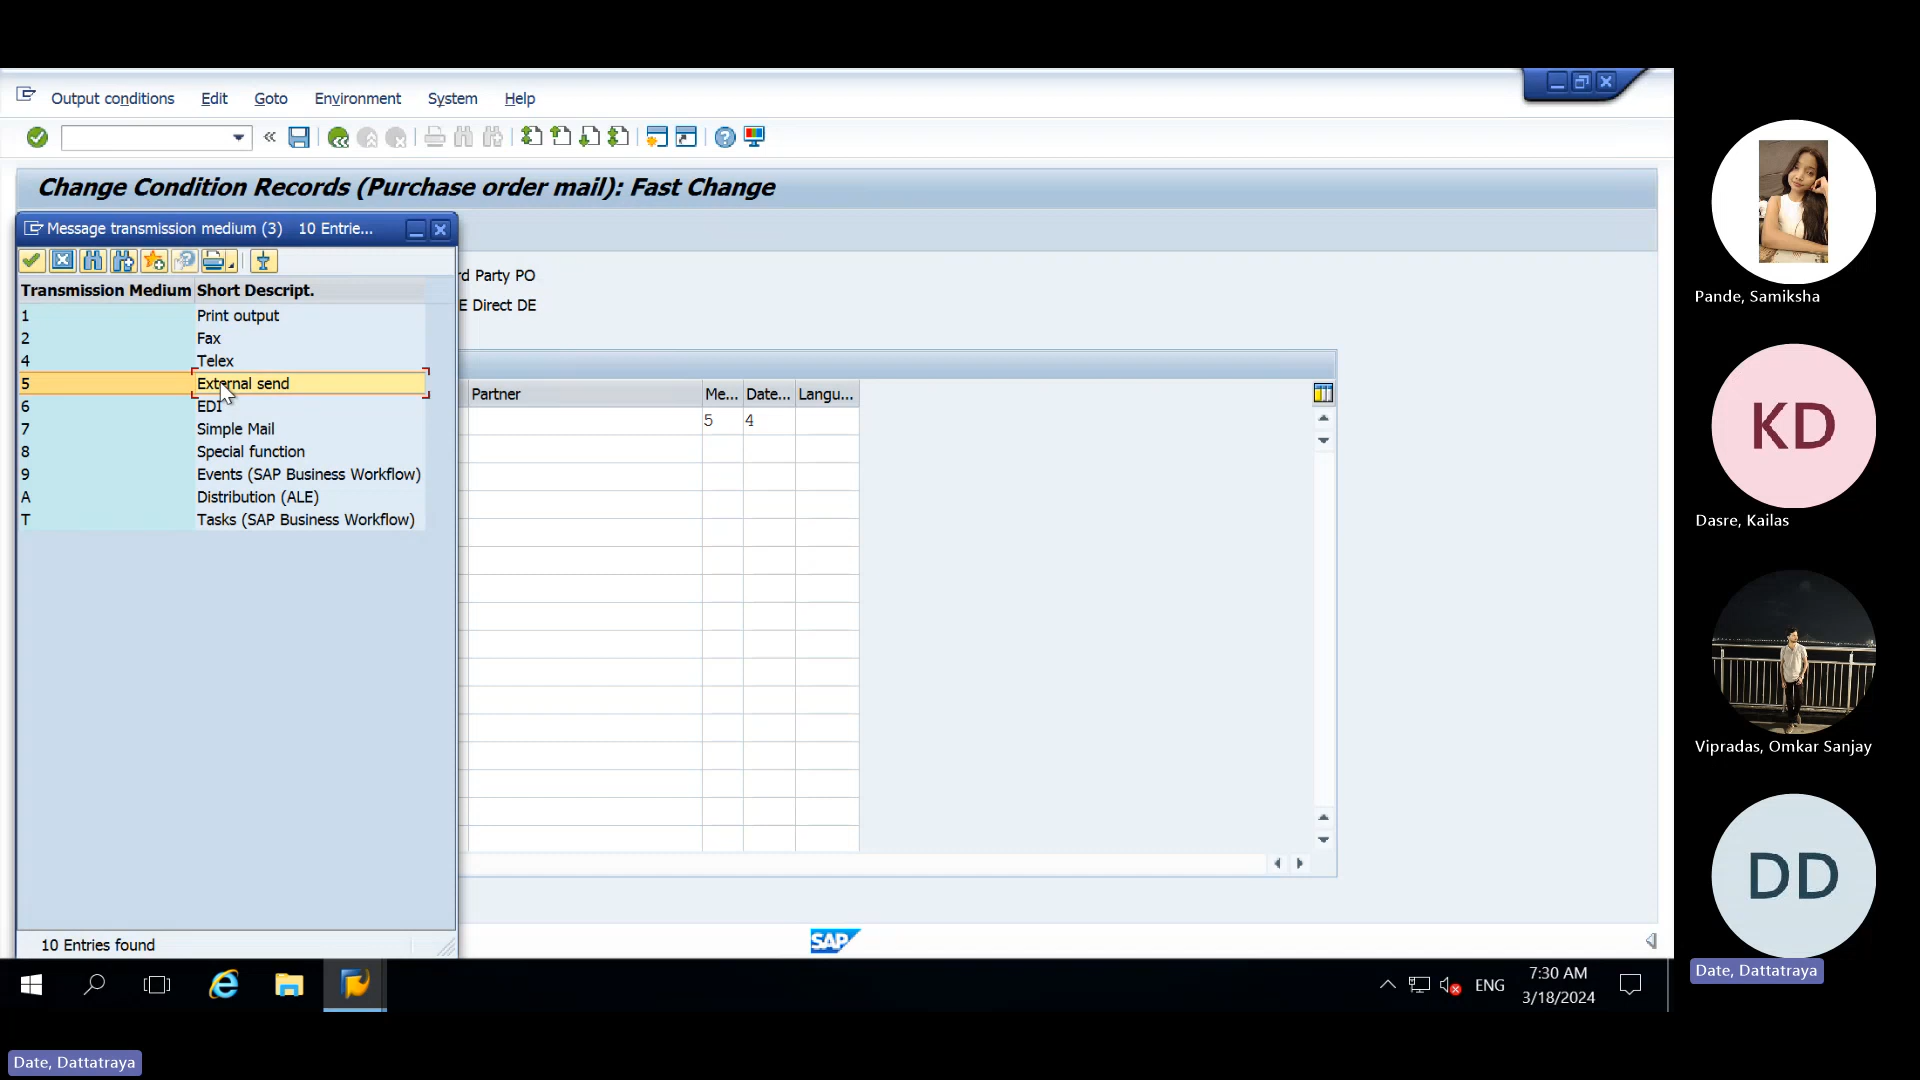 Output conditions Edit Goto Environment System Help
Change Condition Records (Purchase order mail): Fast Change
Message transmission medium (3) 10 Entrie...
rd Party PO
E Direct DE
Transmission Medium Short Descript.
1 Print output
2 Fax
4 Telex
5 External send
6 EDI
7 Simple Mail
8 Special function
9 Events (SAP Business Workflow)
A Distribution (ALE)
T Tasks (SAP Business Workflow)
Partner Me... Date... Langu...
5 4
10 Entries found
SAP
ENG
7:30 AM
3/18/2024
Pande, Samiksha
KD
Dasre, Kailas
Vipradas, Omkar Sanjay
DD
Date, Dattatraya
Date, Dattatraya